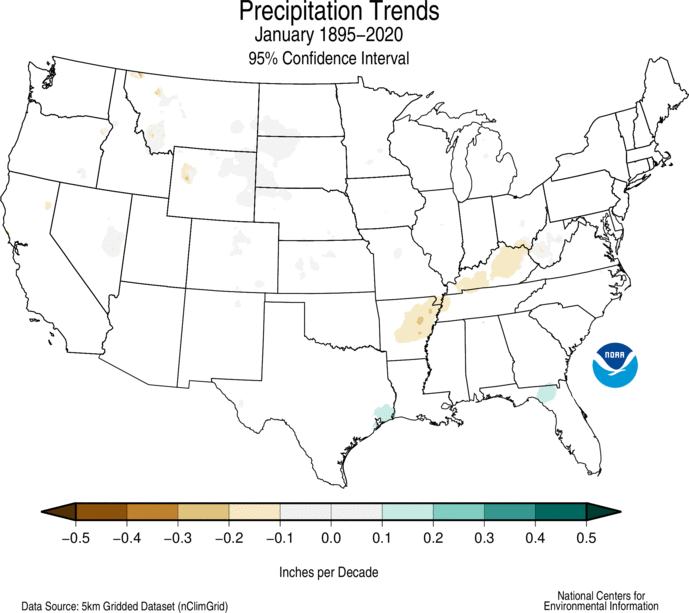 Precipitation Trends
January 1895–2020
95% Confidence Interval
NOAA
−0.5 −0.4 −0.3 −0.2 −0.1 0.0 0.1 0.2 0.3 0.4 0.5
Inches per Decade
Data Source: 5km Gridded Dataset (nClimGrid)
National Centers for
Environmental Information